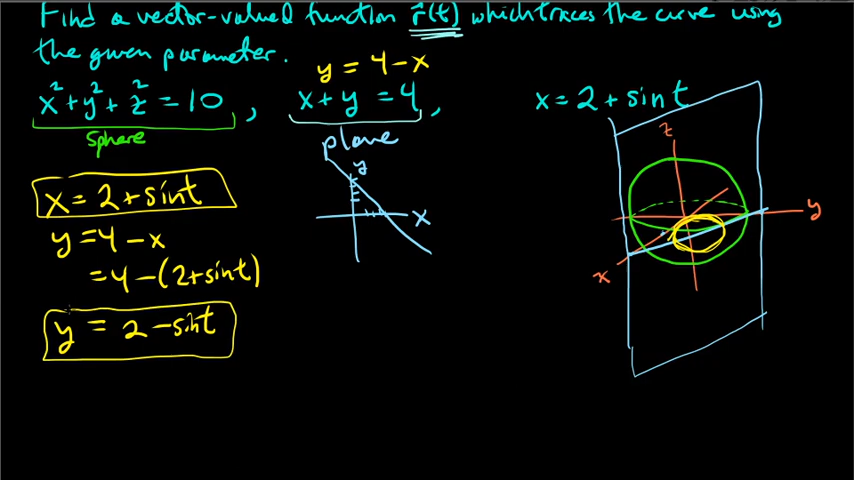 Find a vector-valued function r(t) which traces the curve using
the given parameter.
y = 4 - x
x² + y² + z² = 10, x + y = 4, x = 2 + sint
sphere
plane
y
x
x = 2 + sint
y = 4 - x
= 4 - (2 + sint)
y = 2 - sint
z
y
x